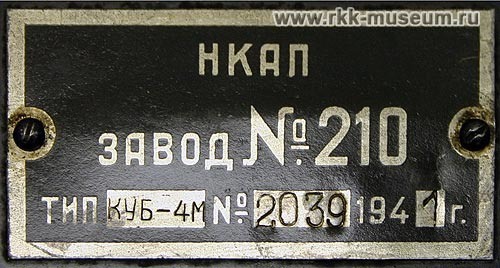 www.rkk-museum.ru
НКАП
ЗАВОД № 210
ТИП КУБ-4М № 2039 1941 г.